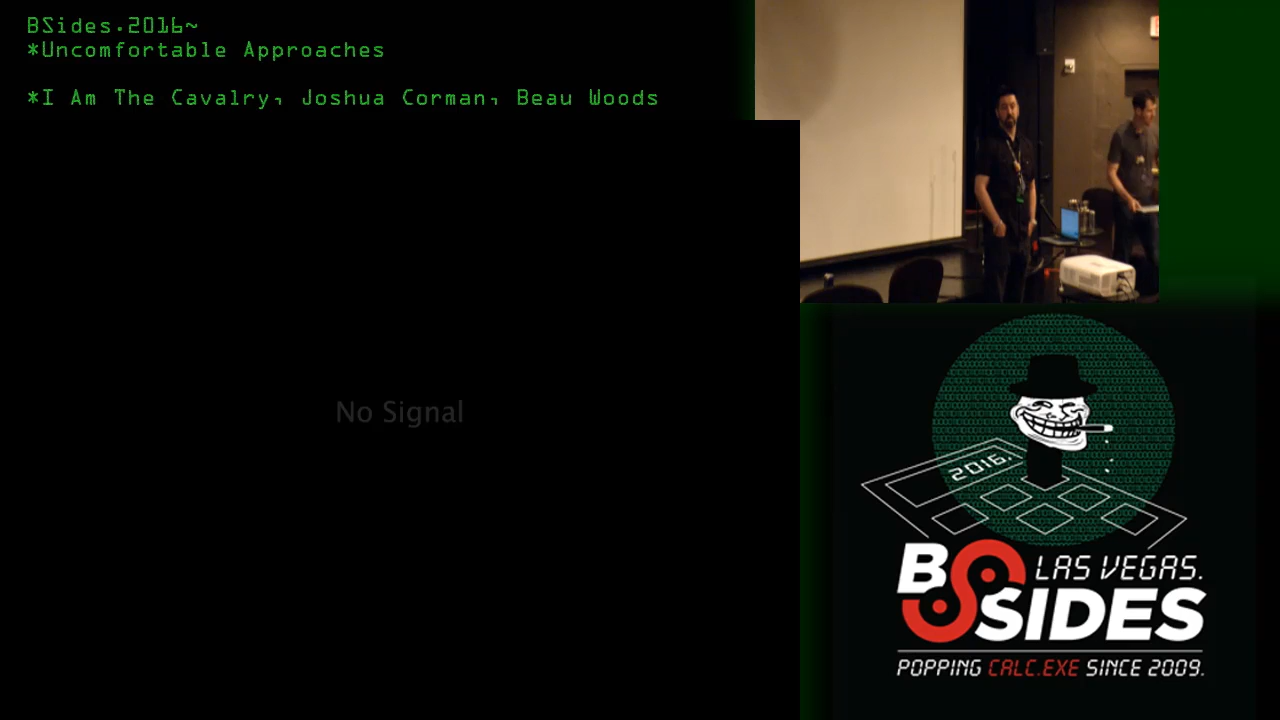 BSides.2016~
*Uncomfortable Approaches
*I Am The Cavalry, Joshua Corman, Beau Woods
No Signal
2016.
BSIDES LAS VEGAS.
POPPING CALC.EXE SINCE 2009.